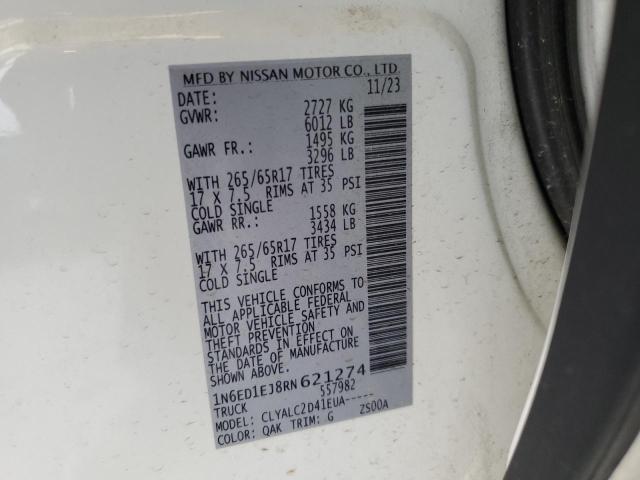 MFD BY NISSAN MOTOR CO., LTD.
DATE: 11/23
GVWR: 2727 KG
6012 LB
GAWR FR.: 1495 KG
3296 LB
WITH 265/65R17 TIRES
17 X 7.5 RIMS AT 35 PSI
COLD SINGLE
GAWR RR.: 1558 KG
3434 LB
WITH 265/65R17 TIRES
17 X 7.5 RIMS AT 35 PSI
COLD SINGLE
THIS VEHICLE CONFORMS TO
ALL APPLICABLE FEDERAL
MOTOR VEHICLE SAFETY AND
THEFT PREVENTION
STANDARDS IN EFFECT ON
THE DATE OF MANUFACTURE
SHOWN ABOVE.
1N6ED1EJ8RN621274
TRUCK 557982
MODEL: CLYALC2D41EUA-----
COLOR: QAK TRIM: G ZS00A